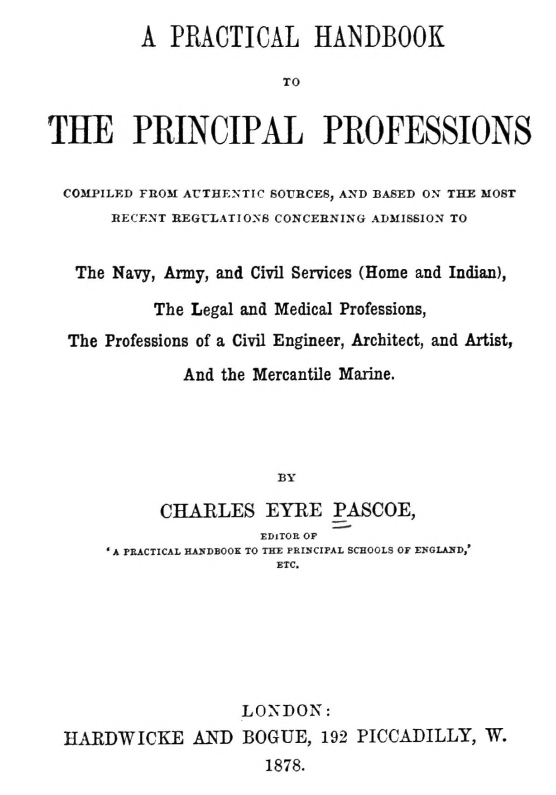 A PRACTICAL HANDBOOK
TO
THE PRINCIPAL PROFESSIONS
COMPILED FROM AUTHENTIC SOURCES, AND BASED ON THE MOST
RECENT REGULATIONS CONCERNING ADMISSION TO
The Navy, Army, and Civil Services (Home and Indian),
The Legal and Medical Professions,
The Professions of a Civil Engineer, Architect, and Artist,
And the Mercantile Marine.
BY
CHARLES EYRE PASCOE,
EDITOR OF
'A PRACTICAL HANDBOOK TO THE PRINCIPAL SCHOOLS OF ENGLAND,'
ETC.
LONDON:
HARDWICKE AND BOGUE, 192 PICCADILLY, W.
1878.